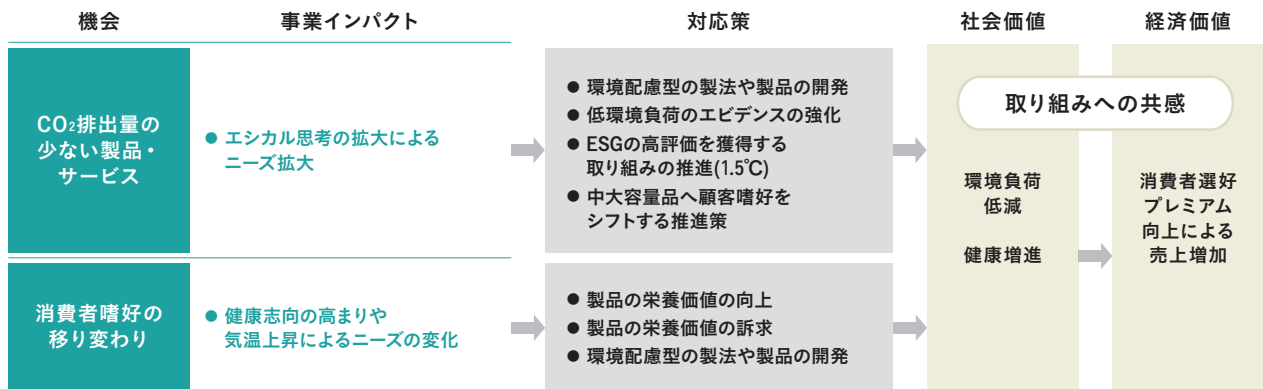 機会
事業インパクト
対応策
社会価値
経済価値
CO₂排出量の
少ない製品・
サービス
● エシカル思考の拡大による
ニーズ拡大
● 環境配慮型の製法や製品の開発
● 低環境負荷のエビデンスの強化
● ESGの高評価を獲得する
取り組みの推進(1.5℃)
● 中大容量品へ顧客嗜好を
シフトする推進策
消費者嗜好の
移り変わり
● 健康志向の高まりや
気温上昇によるニーズの変化
● 製品の栄養価値の向上
● 製品の栄養価値の訴求
● 環境配慮型の製法や製品の開発
取り組みへの共感
環境負荷
低減
健康増進
消費者選好
プレミアム
向上による
売上増加